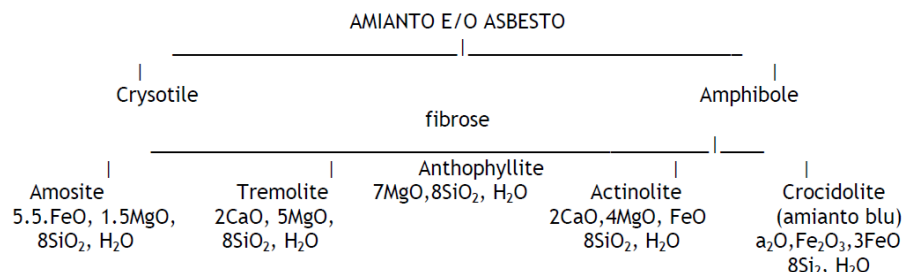 AMIANTO E/O ASBESTO
Crysotile
Amphibole
fibrose
Amosite
5.5.FeO, 1.5MgO,
8SiO₂, H₂O
Tremolite
2CaO, 5MgO,
8SiO₂, H₂O
Anthophyllite
7MgO,8SiO₂, H₂O
Actinolite
2CaO,4MgO, FeO
8SiO₂, H₂O
Crocidolite
(amianto blu)
a₂O,Fe₂O₃,3FeO
8Si₂, H₂O